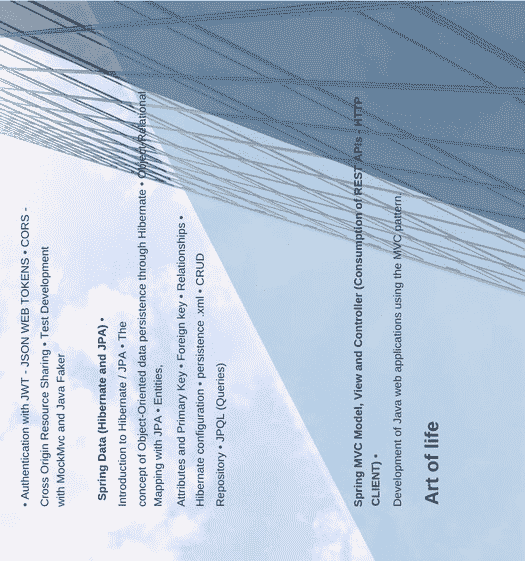 • Authentication with JWT - JSON WEB TOKENS • CORS -
Cross Origin Resource Sharing • Test Development
with MockMvc and Java Faker
Spring Data (Hibernate and JPA) •
Introduction to Hibernate / JPA • The
concept of Object-Oriented data persistence through Hibernate • Object/Relational
Mapping with JPA • Entities,
Attributes and Primary Key • Foreign key • Relationships •
Hibernate configuration • persistence .xml • CRUD
Repository • JPQL (Queries)
Spring MVC Model, View and Controller (Consumption of REST APIs - HTTP
CLIENT) •
Development of Java web applications using the MVC pattern.
Art of life